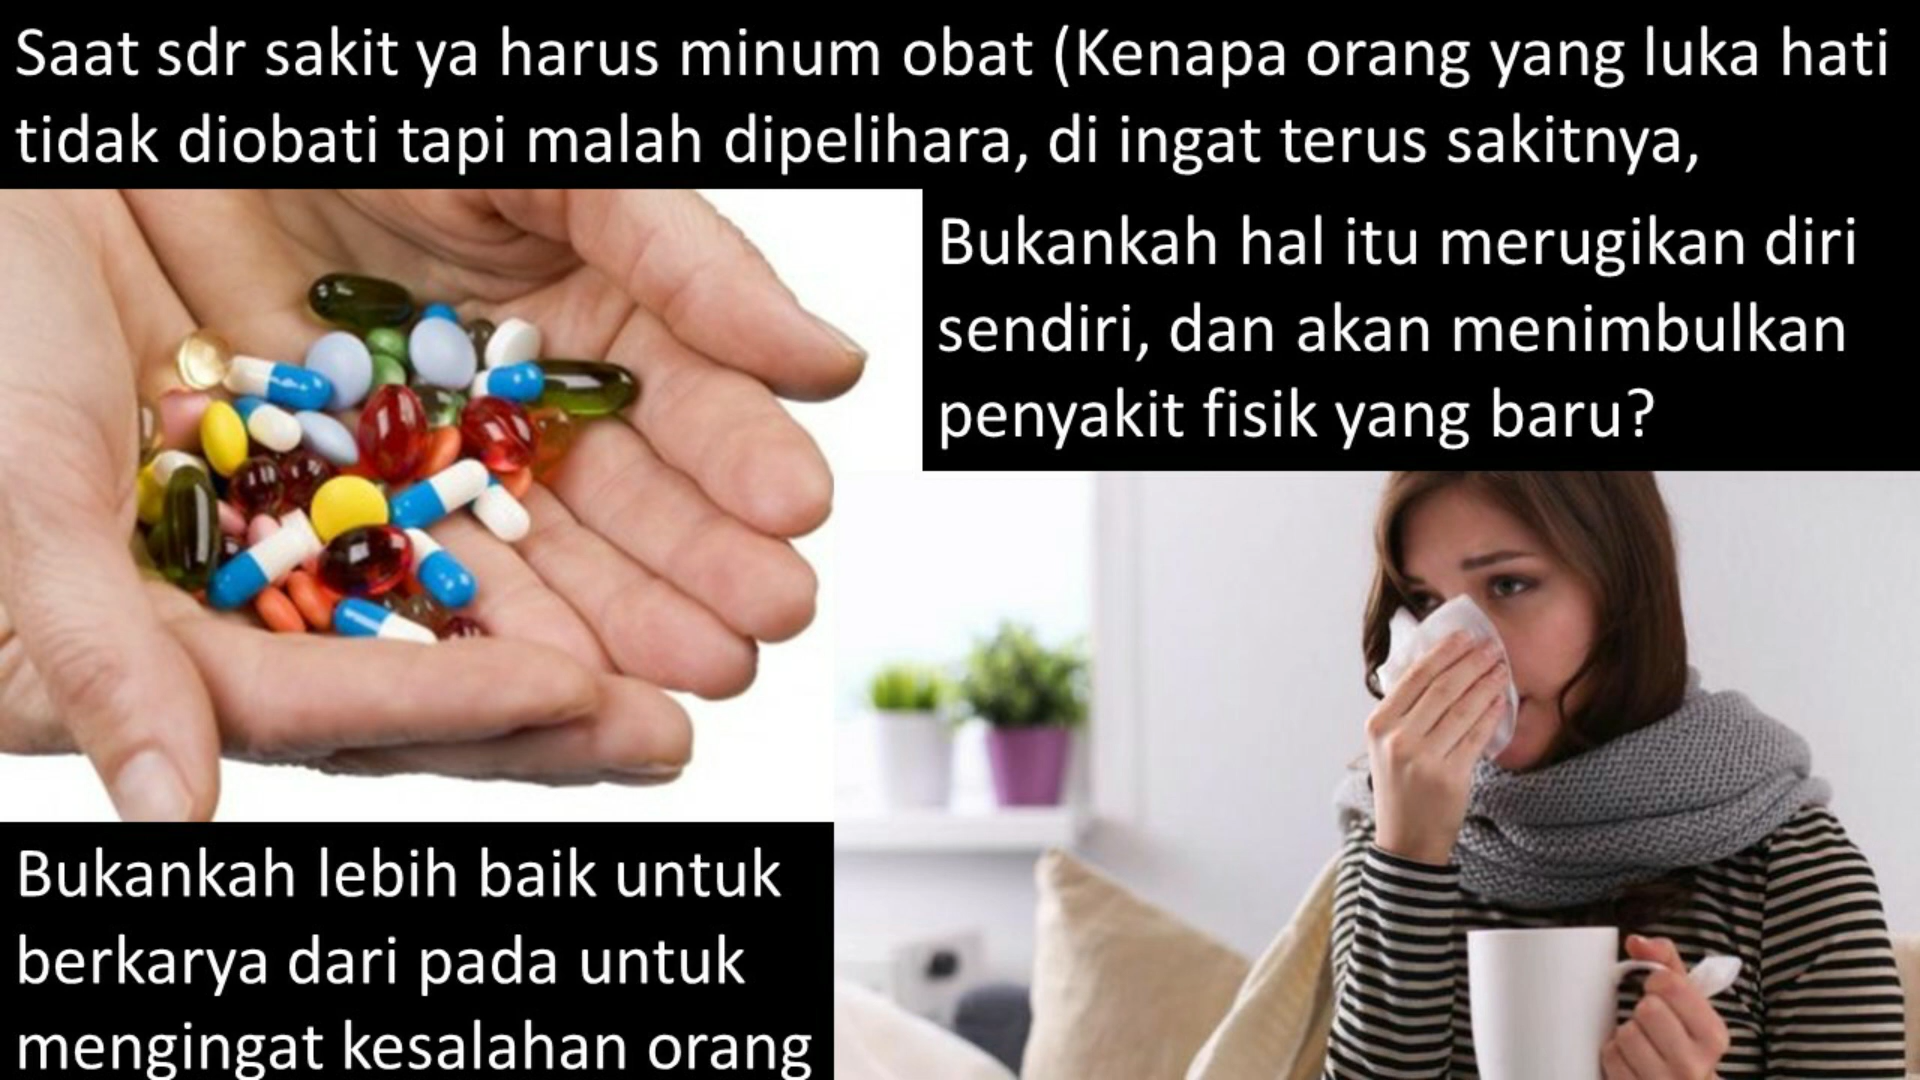 Saat sdr sakit ya harus minum obat (Kenapa orang yang luka hati
tidak diobati tapi malah dipelihara, di ingat terus sakitnya,
Bukankah hal itu merugikan diri
sendiri, dan akan menimbulkan
penyakit fisik yang baru?
Bukankah lebih baik untuk
berkarya dari pada untuk
mengingat kesalahan orang